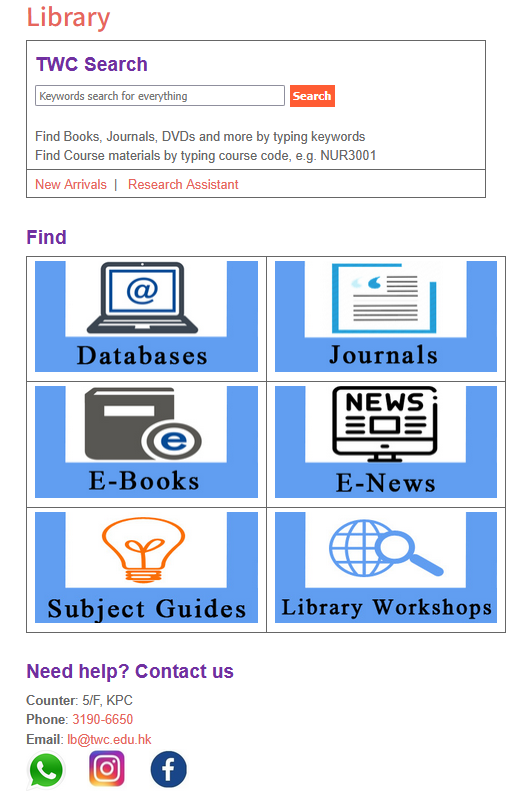 Library
TWC Search
Keywords search for everything
Search
Find Books, Journals, DVDs and more by typing keywords
Find Course materials by typing course code, e.g. NUR3001
New Arrivals | Research Assistant
Find
@
Databases
Journals
e
E-Books
NEWS
E-News
Subject Guides
Library Workshops
Need help? Contact us
Counter: 5/F, KPC
Phone: 3190-6650
Email: lb@twc.edu.hk
f